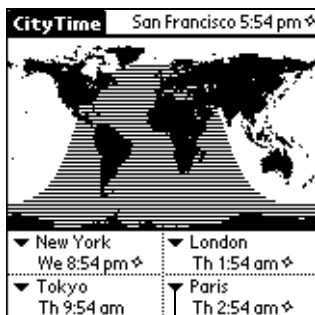 CityTime San Francisco 5:54 pm
New York
We 8:54 pm
London
Th 1:54 am
Tokyo
Th 9:54 am
Paris
Th 2:54 am